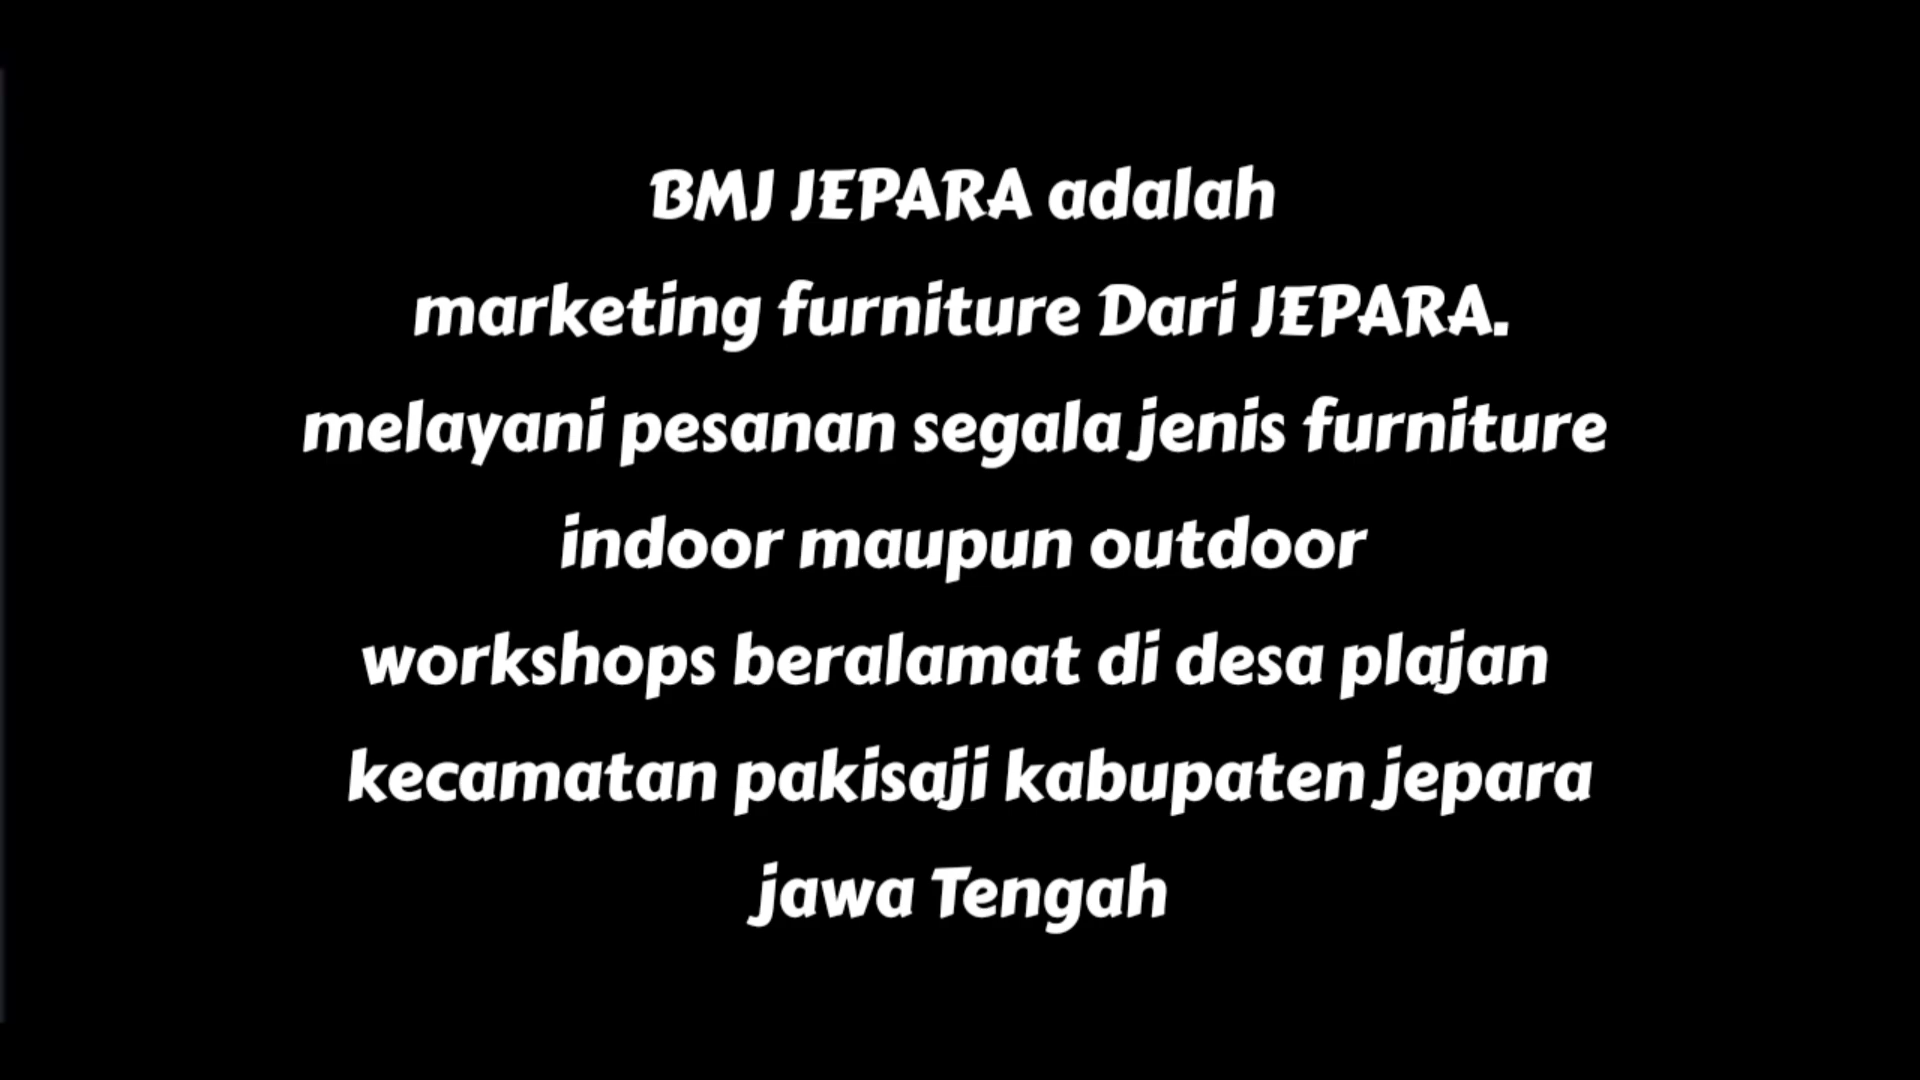 BMJ JEPARA adalah
marketing furniture Dari JEPARA.
melayani pesanan segala jenis furniture
indoor maupun outdoor
workshops beralamat di desa plajan
kecamatan pakisaji kabupaten jepara
jawa Tengah